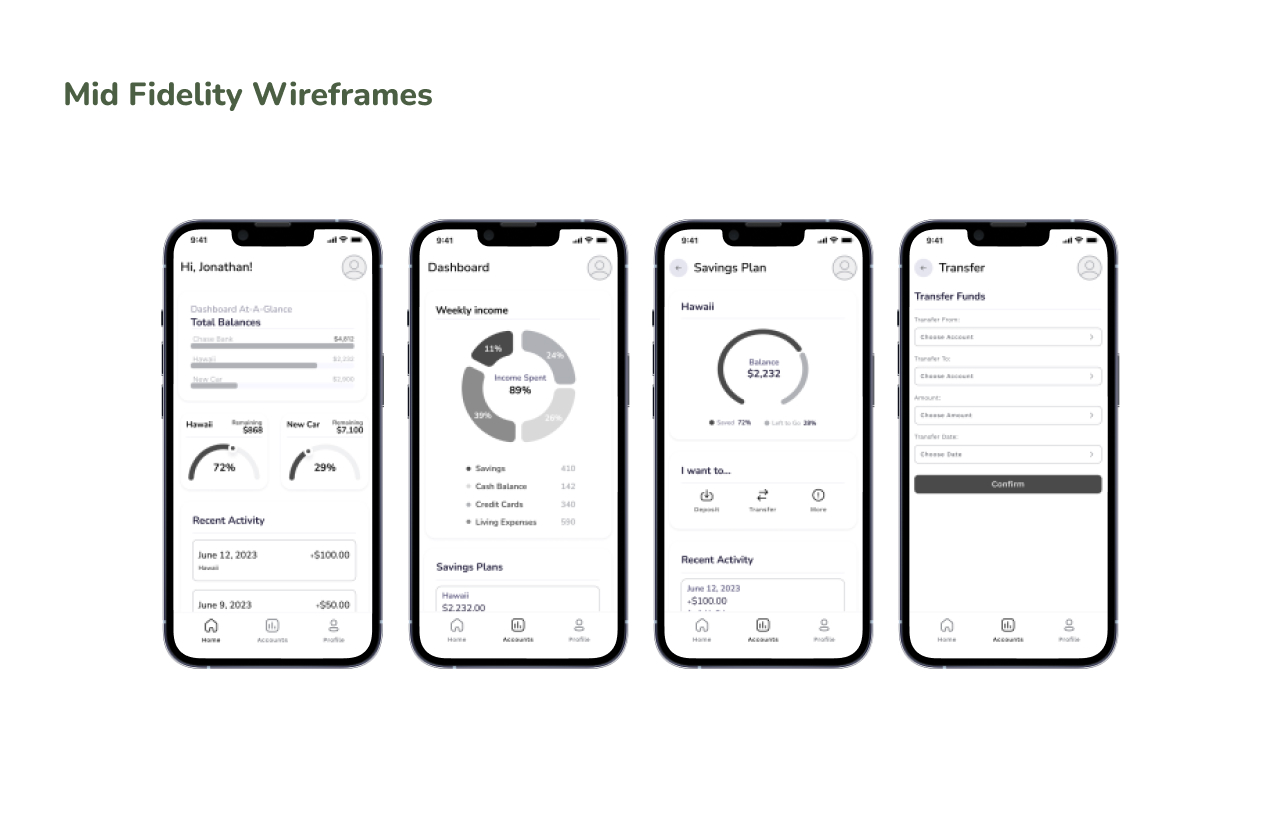 Mid Fidelity Wireframes
9:41
Hi, Jonathan!
Dashboard At-A-Glance
Total Balances
Chase Bank $4,612
Hawaii $2,232
New Car $2,900
Hawaii Remaining $868
72%
New Car Remaining $7,100
29%
Recent Activity
June 12, 2023 +$100.00
Hawaii
June 9, 2023 +$50.00
Home Accounts Profile
9:41
Dashboard
Weekly income
11%
24%
Income Spent
89%
39%
26%
Savings 410
Cash Balance 142
Credit Cards 340
Living Expenses 590
Savings Plans
Hawaii
$2,232.00
Home Accounts Profile
9:41
Savings Plan
Hawaii
Balance
$2,232
Saved 72% Left to Go 28%
I want to...
Deposit Transfer More
Recent Activity
June 12, 2023
+$100.00
Home Accounts Profile
9:41
Transfer
Transfer Funds
Transfer From:
Choose Account
Transfer To:
Choose Account
Amount:
Choose Amount
Transfer Date:
Choose Date
Confirm
Home Accounts Profile